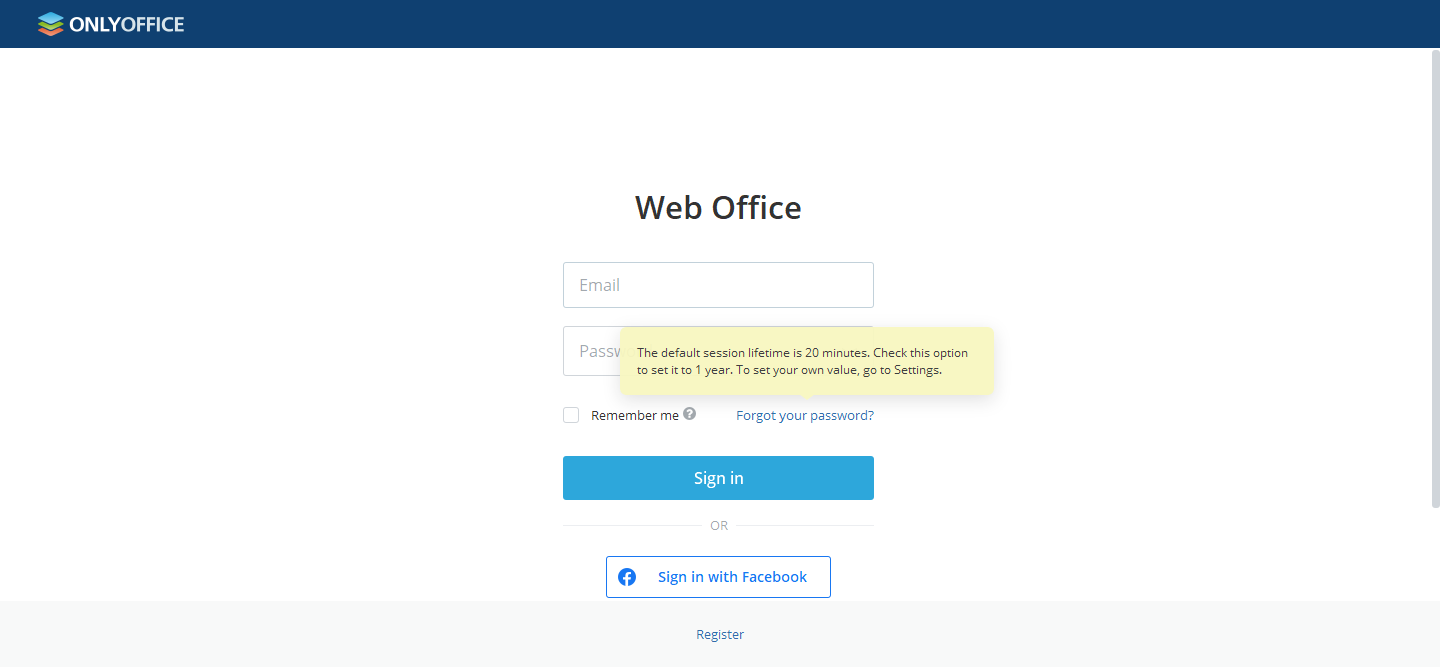 ONLYOFFICE
Web Office
Email
Passw
The default session lifetime is 20 minutes. Check this option
to set it to 1 year. To set your own value, go to Settings.
Remember me ?
Forgot your password?
Sign in
OR
Sign in with Facebook
Register